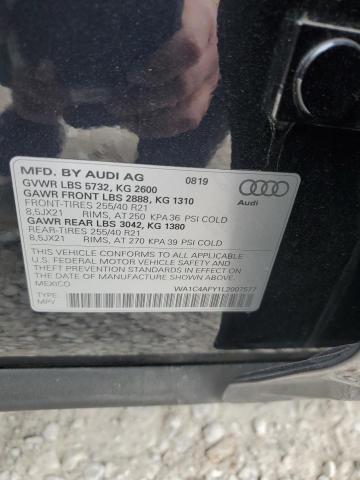 MFD. BY AUDI AG 0819
GVWR LBS 5732, KG 2600
GAWR FRONT LBS 2888, KG 1310
FRONT-TIRES 255/40 R21
8,5JX21 RIMS, AT 250 KPA 36 PSI COLD
GAWR REAR LBS 3042, KG 1380
REAR-TIRES 255/40 R21
8,5JX21 RIMS, AT 270 KPA 39 PSI COLD
Audi
THIS VEHICLE CONFORMS TO ALL APPLICABLE
U.S. FEDERAL MOTOR VEHICLE SAFETY STANDARDS
IN EFFECT ON THE DATE OF MANUFACTURE SHOWN ABOVE.
MEXICO
WA1C4AFY1L2007577
TYPE:
MPV